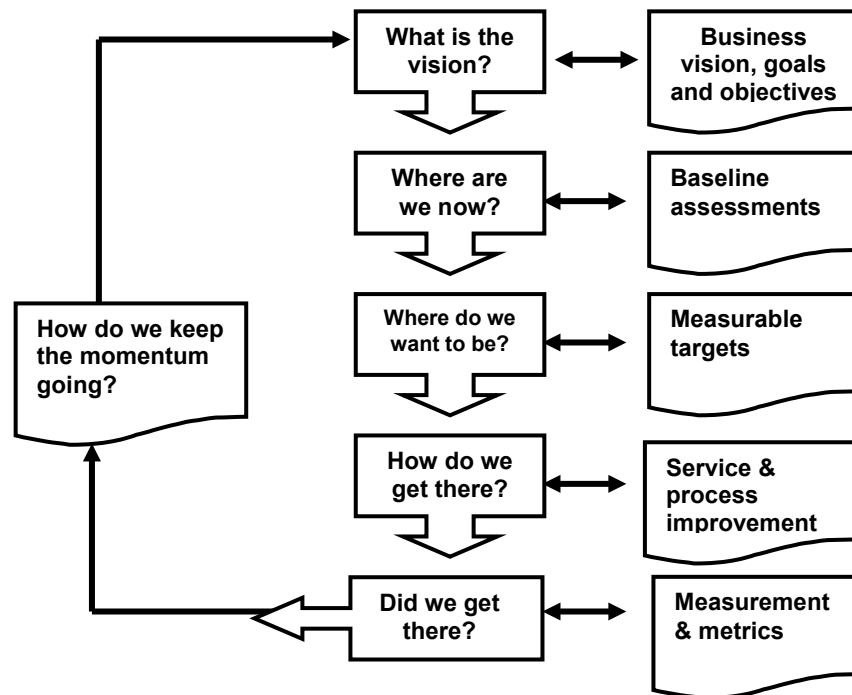 What is the
vision?
Business
vision, goals
and objectives
Where are
we now?
Baseline
assessments
How do we keep
the momentum
going?
Where do we
want to be?
Measurable
targets
How do we
get there?
Service &
process
improvement
Did we get
there?
Measurement
& metrics